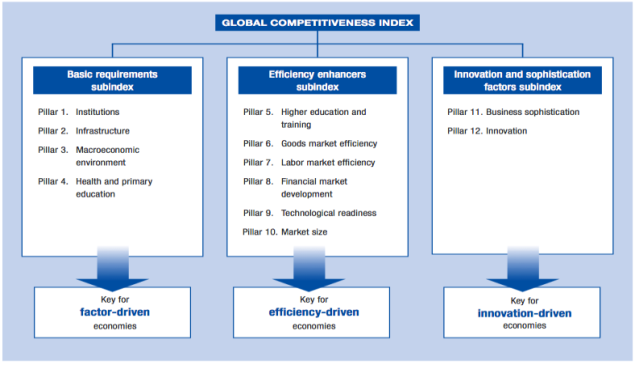 GLOBAL COMPETITIVENESS INDEX
Basic requirements
subindex
Pillar 1. Institutions
Pillar 2. Infrastructure
Pillar 3. Macroeconomic
environment
Pillar 4. Health and primary
education
Key for
factor-driven
economies
Efficiency enhancers
subindex
Pillar 5. Higher education and
training
Pillar 6. Goods market efficiency
Pillar 7. Labor market efficiency
Pillar 8. Financial market
development
Pillar 9. Technological readiness
Pillar 10. Market size
Key for
efficiency-driven
economies
Innovation and sophistication
factors subindex
Pillar 11. Business sophistication
Pillar 12. Innovation
Key for
innovation-driven
economies